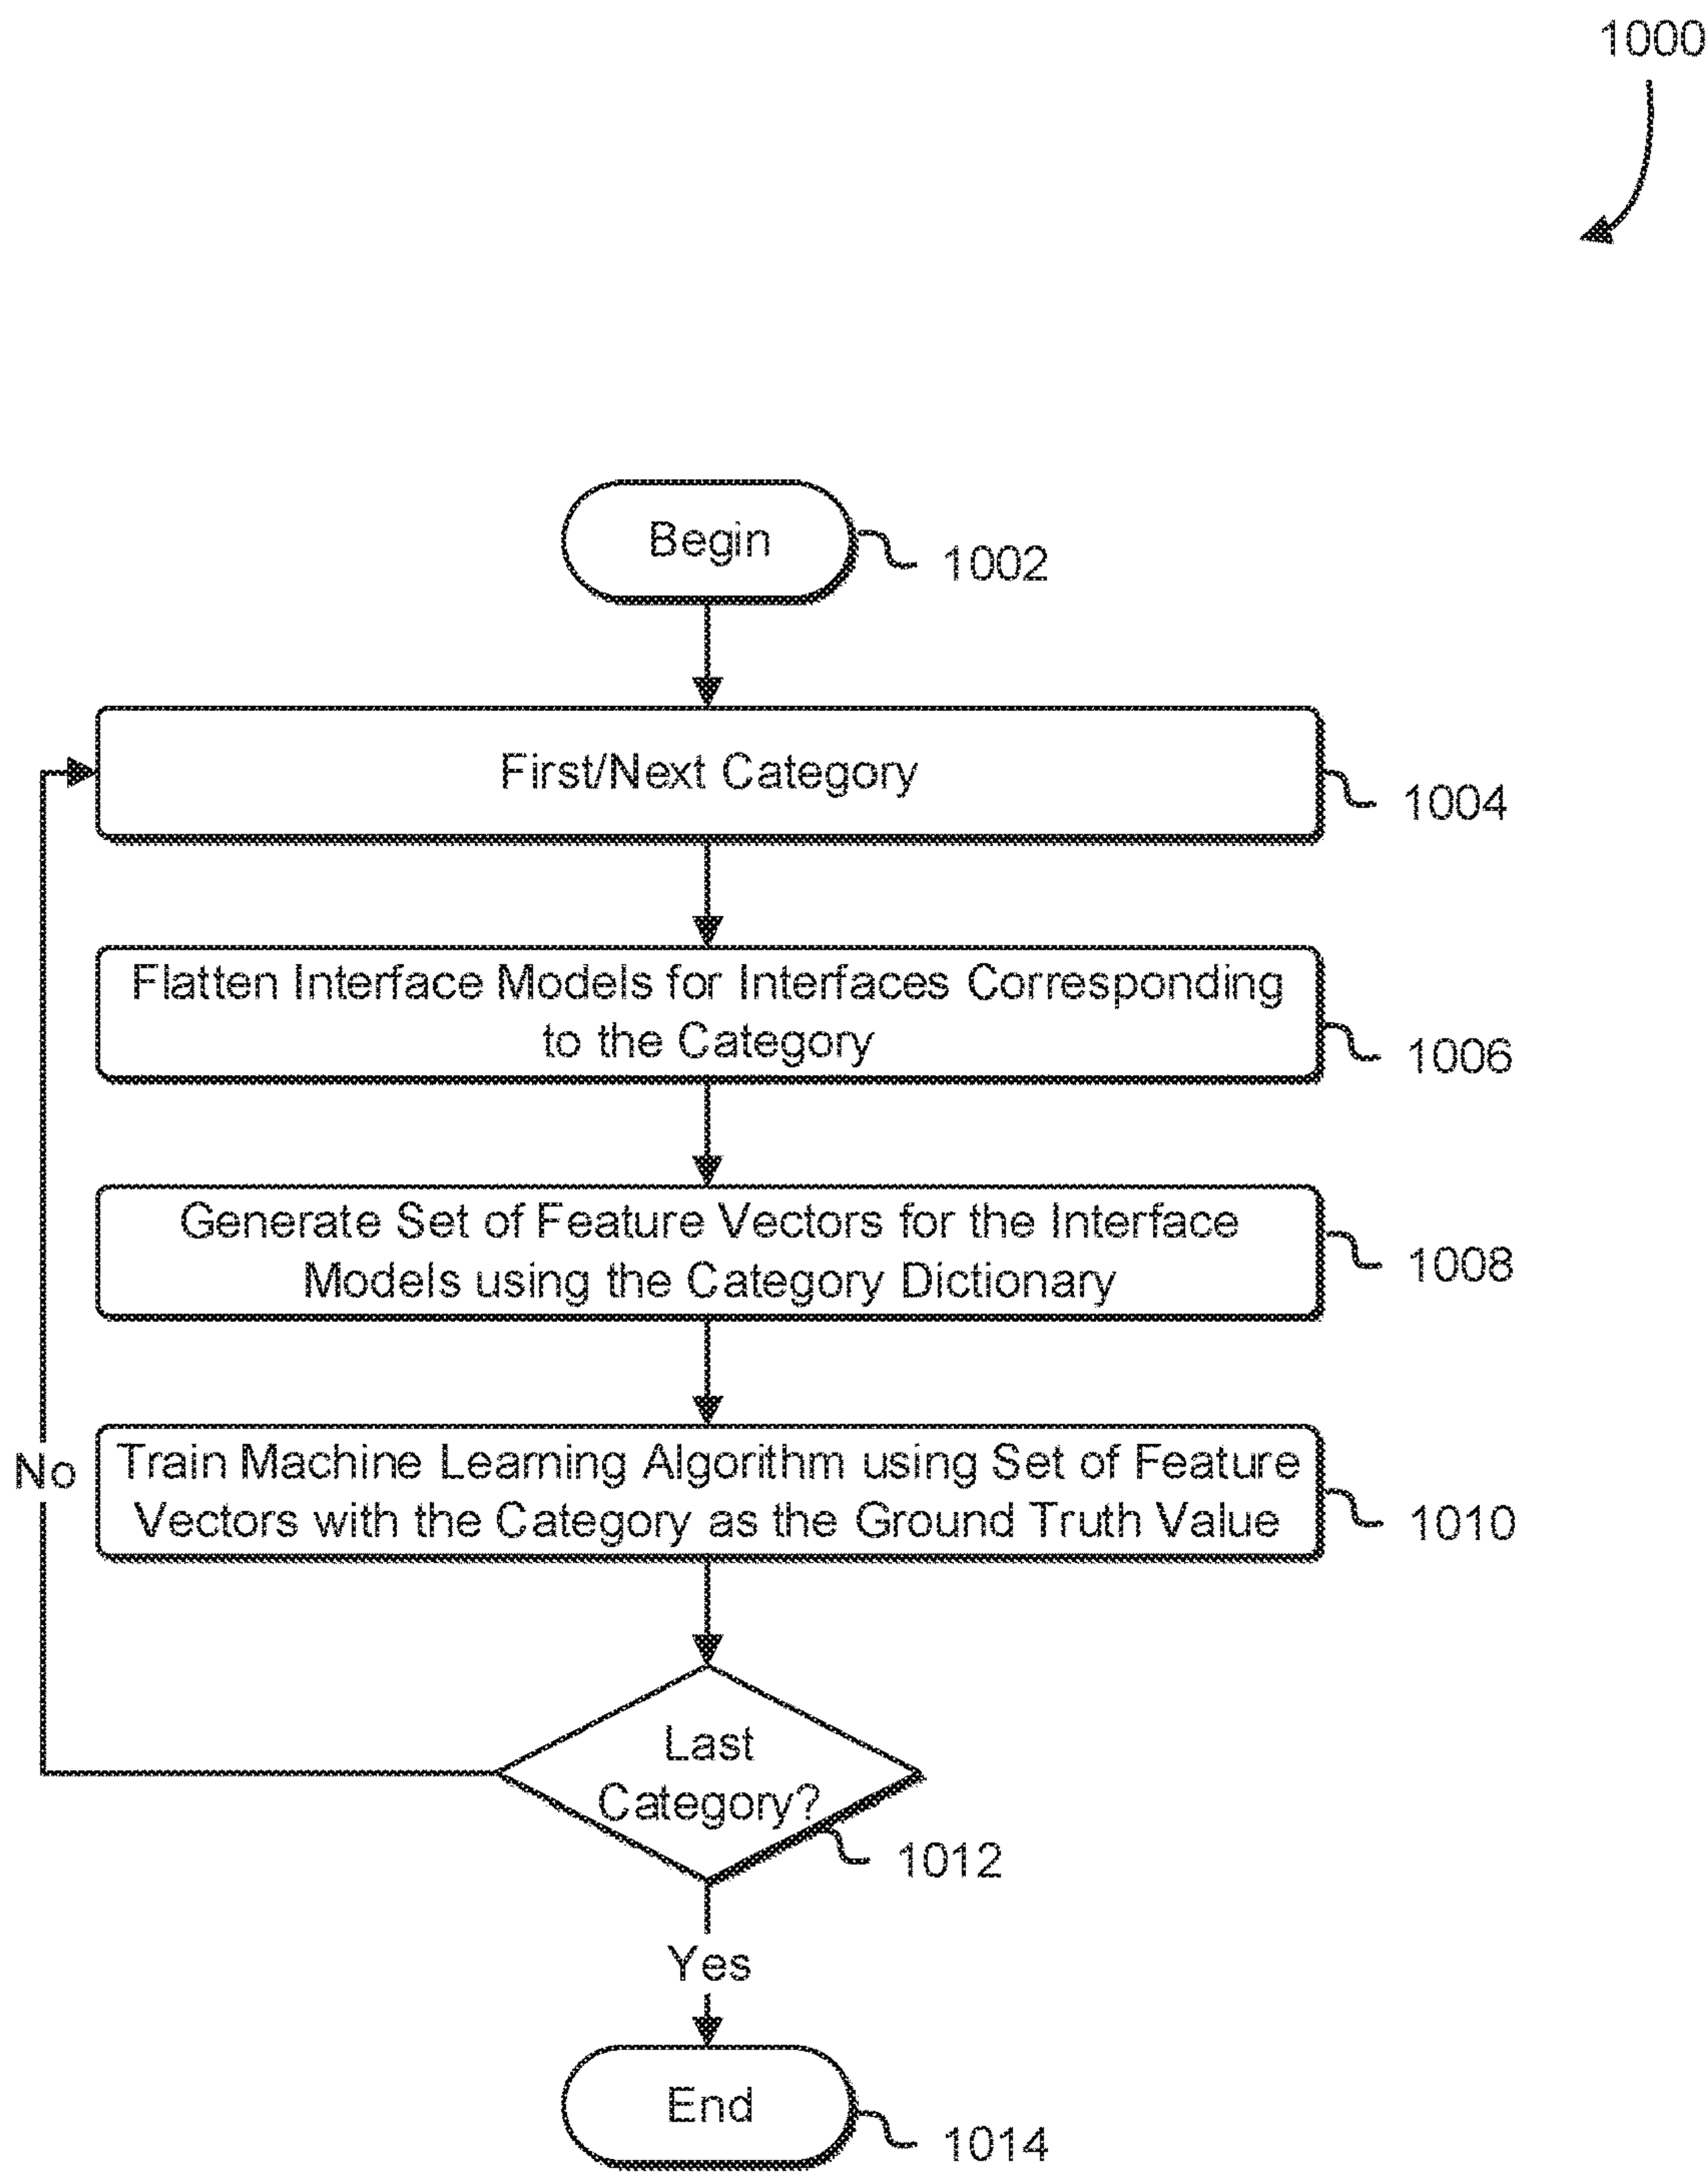 1000
Begin
1002
First/Next Category
1004
Flatten Interface Models for Interfaces Corresponding
to the Category
1006
Generate Set of Feature Vectors for the Interface
Models using the Category Dictionary
1008
No
Train Machine Learning Algorithm using Set of Feature
Vectors with the Category as the Ground Truth Value
1010
Last
Category?
1012
Yes
End
1014